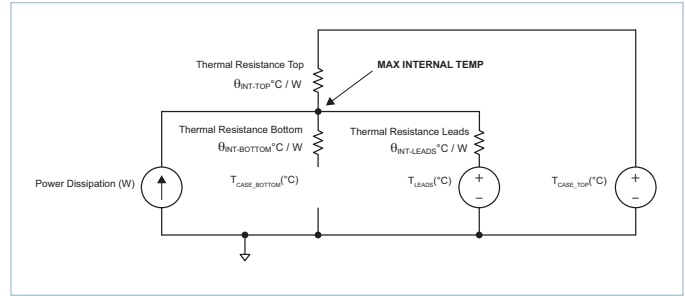 Thermal Resistance Top
θINT-TOP°C / W
MAX INTERNAL TEMP
Thermal Resistance Bottom
θINT-BOTTOM°C / W
Thermal Resistance Leads
θINT-LEADS°C / W
Power Dissipation (W)
TCASE_BOTTOM(°C)
TLEADS(°C)
+
–
TCASE_TOP(°C)
+
–